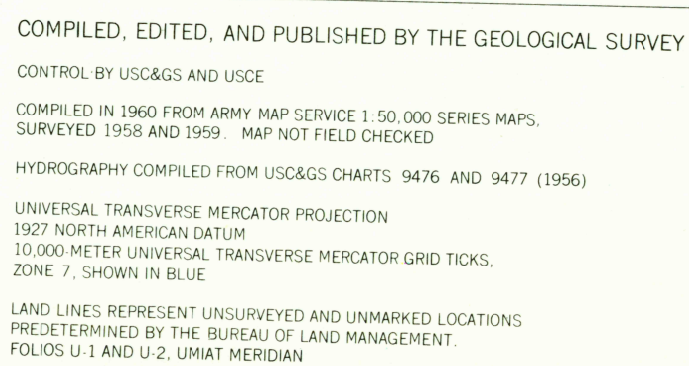 COMPILED, EDITED, AND PUBLISHED BY THE GEOLOGICAL SURVEY
CONTROL BY USC&GS AND USCE
COMPILED IN 1960 FROM ARMY MAP SERVICE 1:50,000 SERIES MAPS,
SURVEYED 1958 AND 1959. MAP NOT FIELD CHECKED
HYDROGRAPHY COMPILED FROM USC&GS CHARTS 9476 AND 9477 (1956)
UNIVERSAL TRANSVERSE MERCATOR PROJECTION
1927 NORTH AMERICAN DATUM
10,000-METER UNIVERSAL TRANSVERSE MERCATOR GRID TICKS,
ZONE 7, SHOWN IN BLUE
LAND LINES REPRESENT UNSURVEYED AND UNMARKED LOCATIONS
PREDETERMINED BY THE BUREAU OF LAND MANAGEMENT.
FOLIOS U-1 AND U-2, UMIAT MERIDIAN